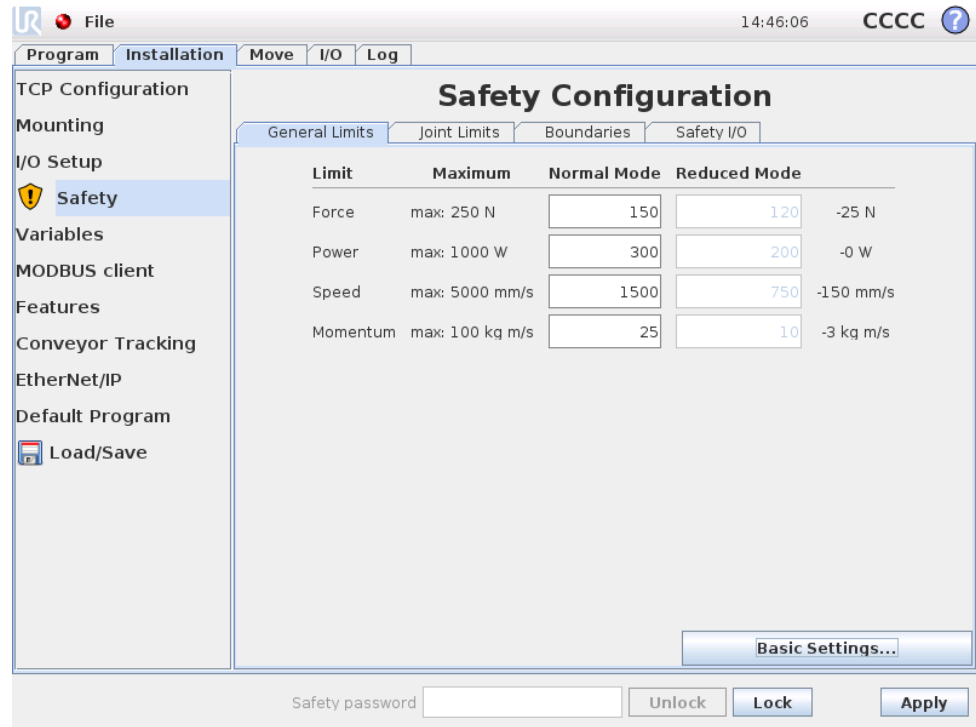 UR File 14:46:06 CCCC ?
Program Installation Move I/O Log
TCP Configuration
Mounting
I/O Setup
Safety
Variables
MODBUS client
Features
Conveyor Tracking
EtherNet/IP
Default Program
Load/Save
Safety Configuration
General Limits Joint Limits Boundaries Safety I/O
Limit Maximum Normal Mode Reduced Mode
Force max: 250 N 150 120 -25 N
Power max: 1000 W 300 200 -0 W
Speed max: 5000 mm/s 1500 750 -150 mm/s
Momentum max: 100 kg m/s 25 10 -3 kg m/s
Basic Settings...
Safety password Unlock Lock Apply